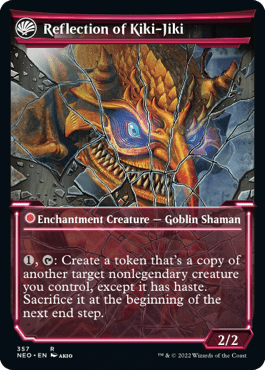 Reflection of Kiki-Jiki
Enchantment Creature — Goblin Shaman
1, T: Create a token that's a copy of
another target nonlegendary creature
you control, except it has haste.
Sacrifice it at the beginning of the
next end step.
2/2
357 R
NEO • EN AKIO
™ & © 2022 Wizards of the Coast